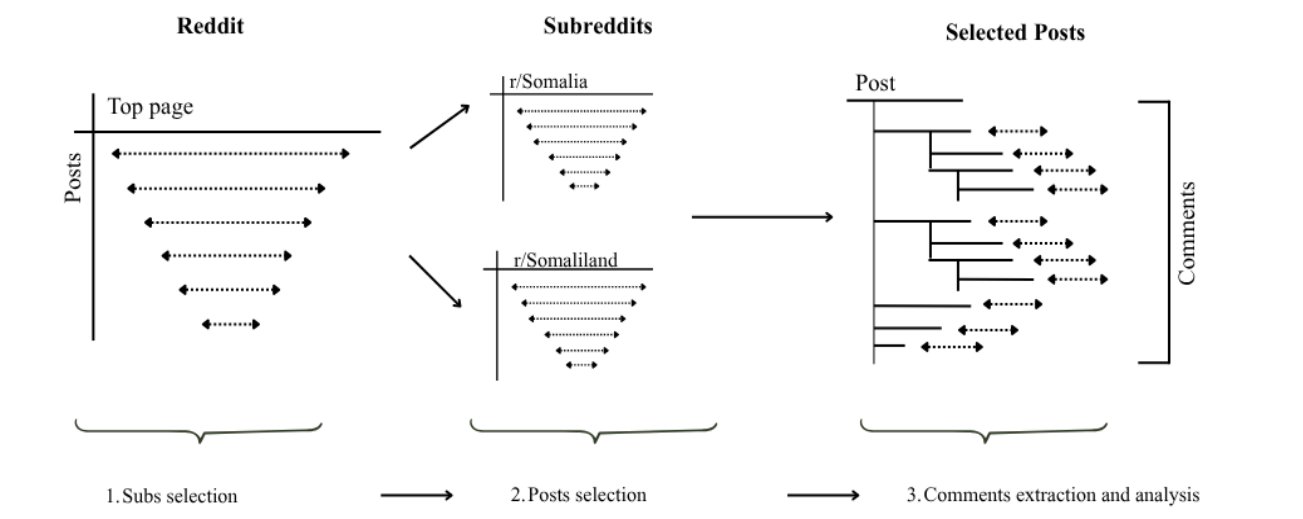 Reddit
Subreddits
Selected Posts
Top page
Posts
r/Somalia
r/Somaliland
Post
Comments
1.Subs selection
2.Posts selection
3.Comments extraction and analysis